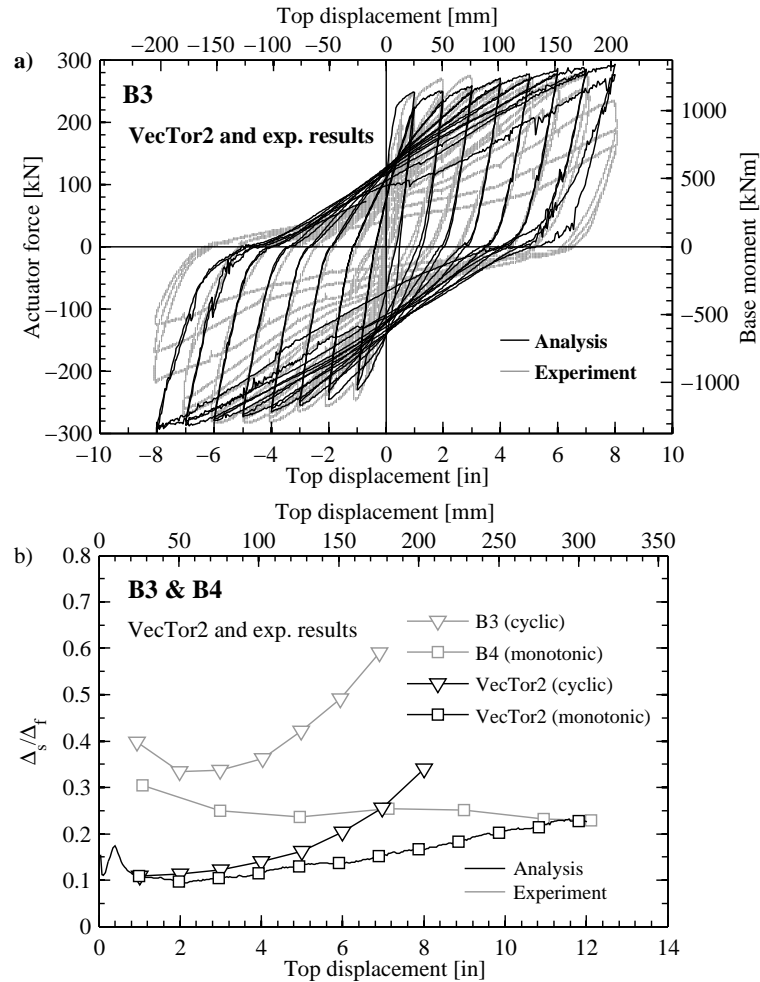 Top displacement [mm]
−200 −150 −100 −50 0 50 100 150 200
a)
B3
VecTor2 and exp. results
300
200
100
0
−100
−200
−300
Actuator force [kN]
1000
500
0
−500
−1000
Base moment [kNm]
Analysis
Experiment
−10 −8 −6 −4 −2 0 2 4 6 8 10
Top displacement [in]
Top displacement [mm]
0 50 100 150 200 250 300 350
b)
B3 & B4
VecTor2 and exp. results
B3 (cyclic)
B4 (monotonic)
VecTor2 (cyclic)
VecTor2 (monotonic)
0.8
0.7
0.6
0.5
0.4
0.3
0.2
0.1
0
Δs/Δf
Analysis
Experiment
0 2 4 6 8 10 12 14
Top displacement [in]